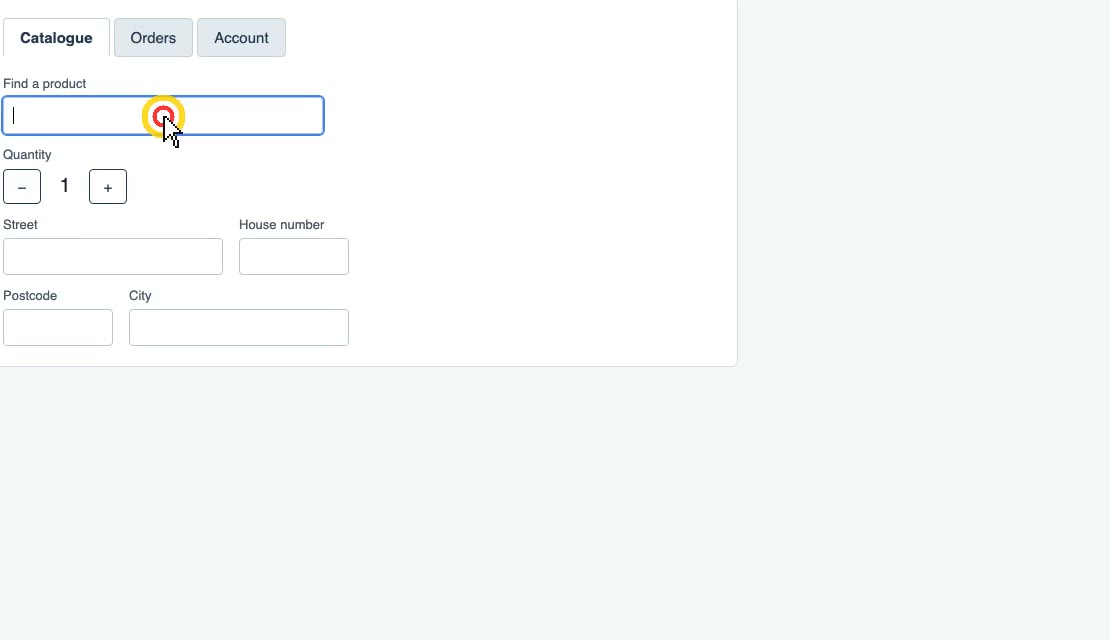 Catalogue Orders Account
Find a product
Quantity
− 1 +
Street House number
Postcode City